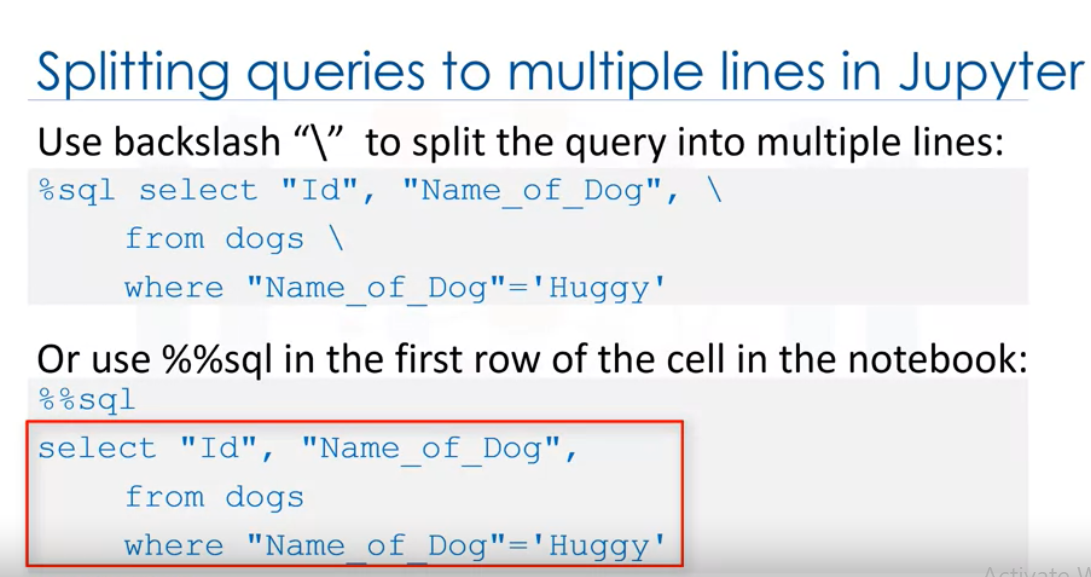 Splitting queries to multiple lines in Jupyter
Use backslash “\” to split the query into multiple lines:
%sql select "Id", "Name_of_Dog", \
from dogs \
where "Name_of_Dog"='Huggy'
Or use %%sql in the first row of the cell in the notebook:
%%sql
select "Id", "Name_of_Dog",
from dogs
where "Name_of_Dog"='Huggy'